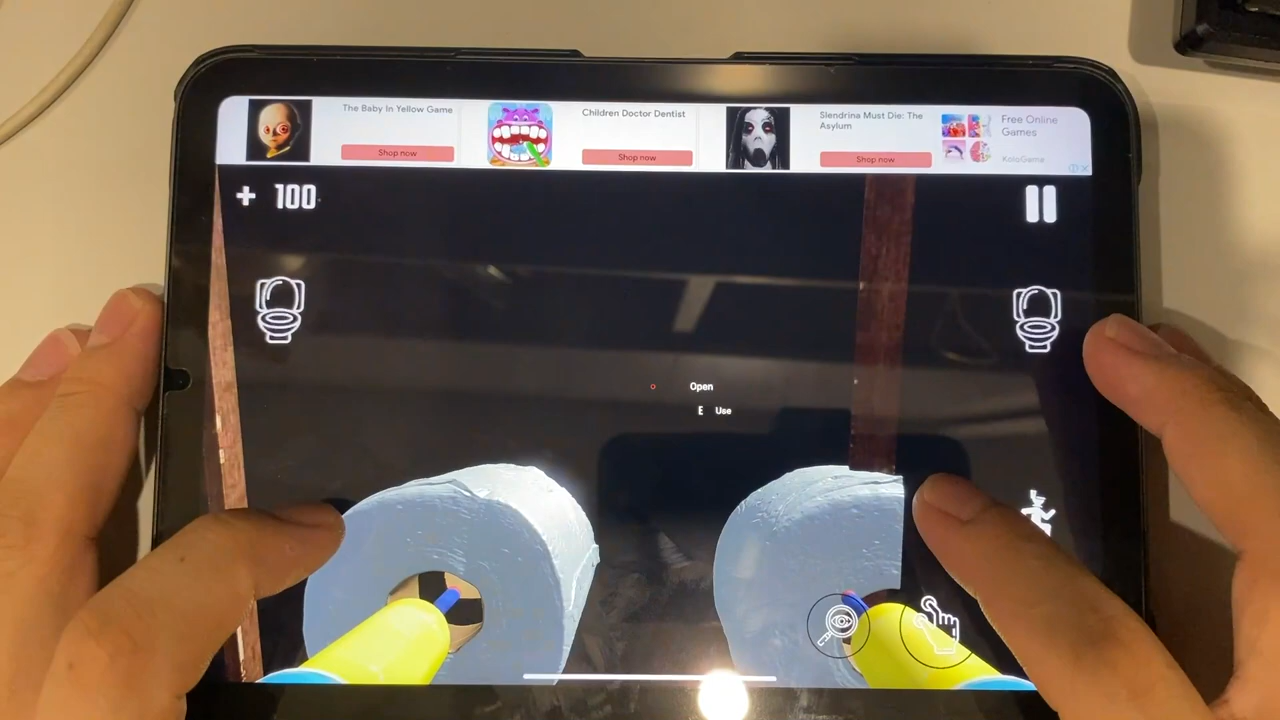 The Baby In Yellow Game
Shop now
Children Doctor Dentist
Shop now
Slendrina Must Die: The
Asylum
Shop now
Free Online
Games
KoloGame
+ 100
Open
E Use